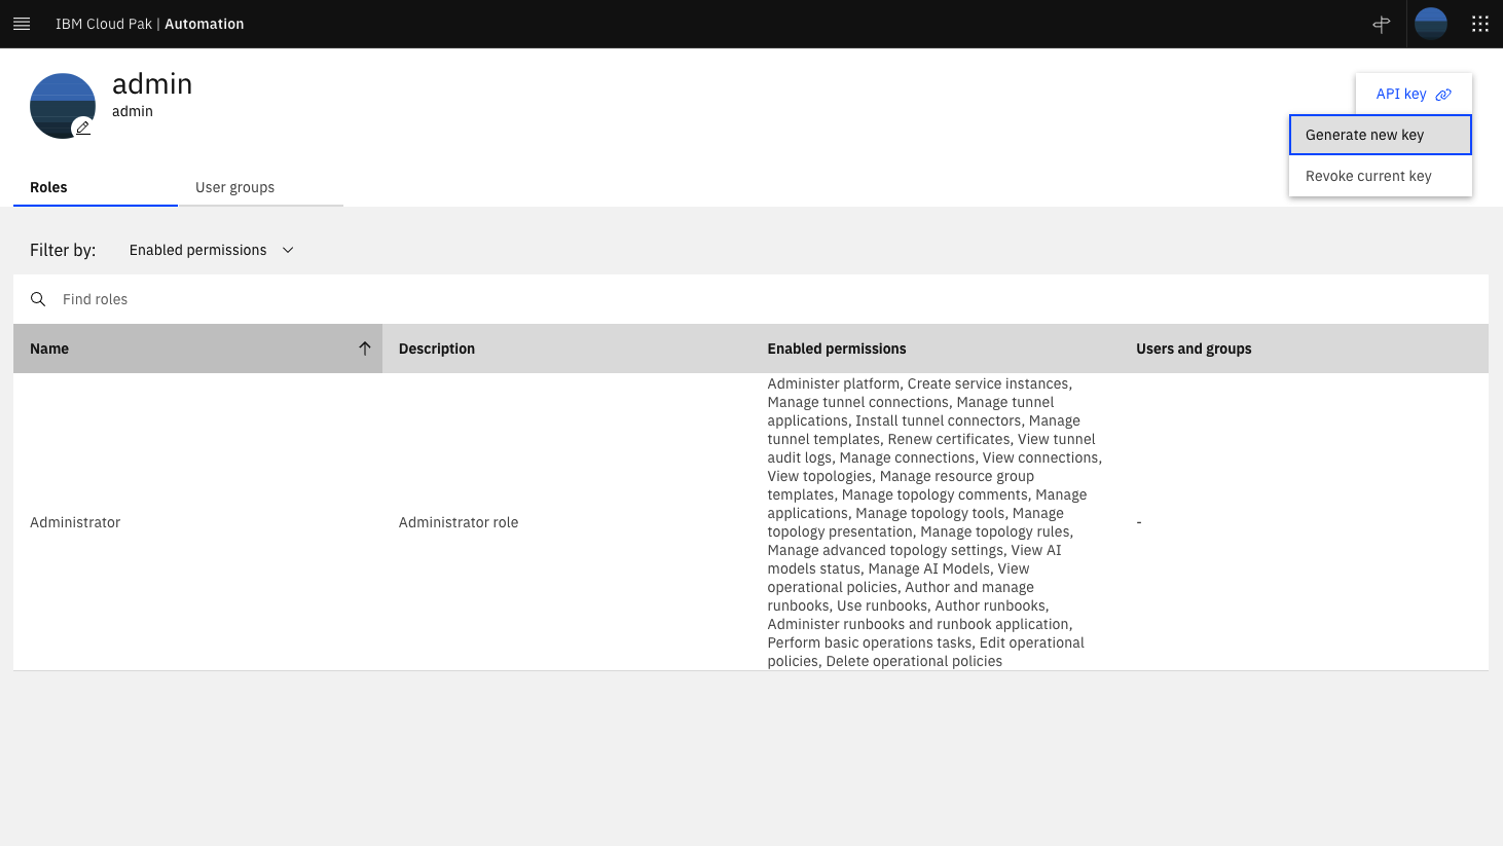 IBM Cloud Pak | Automation
admin
admin
API key
Generate new key
Revoke current key
Roles
User groups
Filter by:
Enabled permissions
Find roles
Name
Description
Enabled permissions
Users and groups
Administrator
Administrator role
Administer platform, Create service instances,
Manage tunnel connections, Manage tunnel
applications, Install tunnel connectors, Manage
tunnel templates, Renew certificates, View tunnel
audit logs, Manage connections, View connections,
View topologies, Manage resource group
templates, Manage topology comments, Manage
applications, Manage topology tools, Manage
topology presentation, Manage topology rules,
Manage advanced topology settings, View AI
models status, Manage AI Models, View
operational policies, Author and manage
runbooks, Use runbooks, Author runbooks,
Administer runbooks and runbook application,
Perform basic operations tasks, Edit operational
policies, Delete operational policies
-